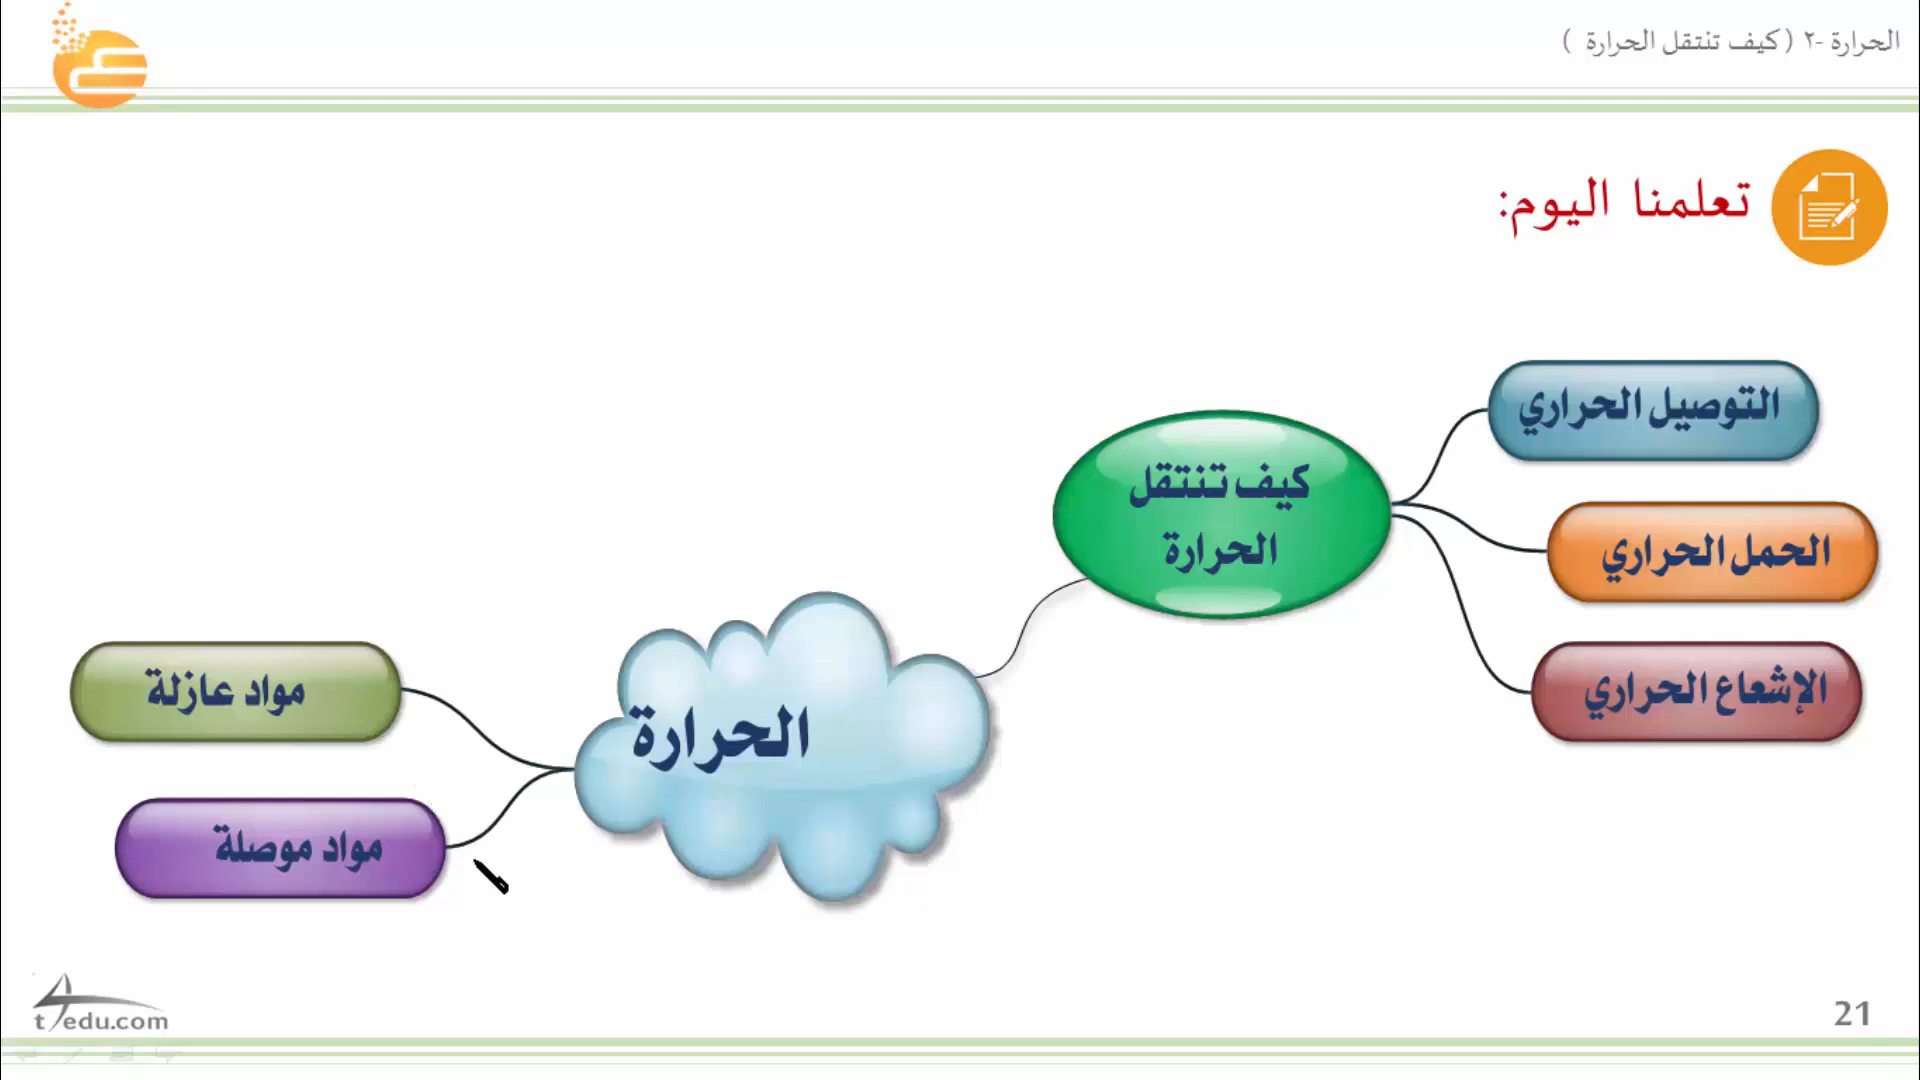 الحرارة -٢ (كيف تنتقل الحرارة )
تعلمنا اليوم:
التوصيل الحراري
كيف تنتقل
الحرارة
الحمل الحراري
الإشعاع الحراري
الحرارة
مواد عازلة
مواد موصلة
t4edu.com
21